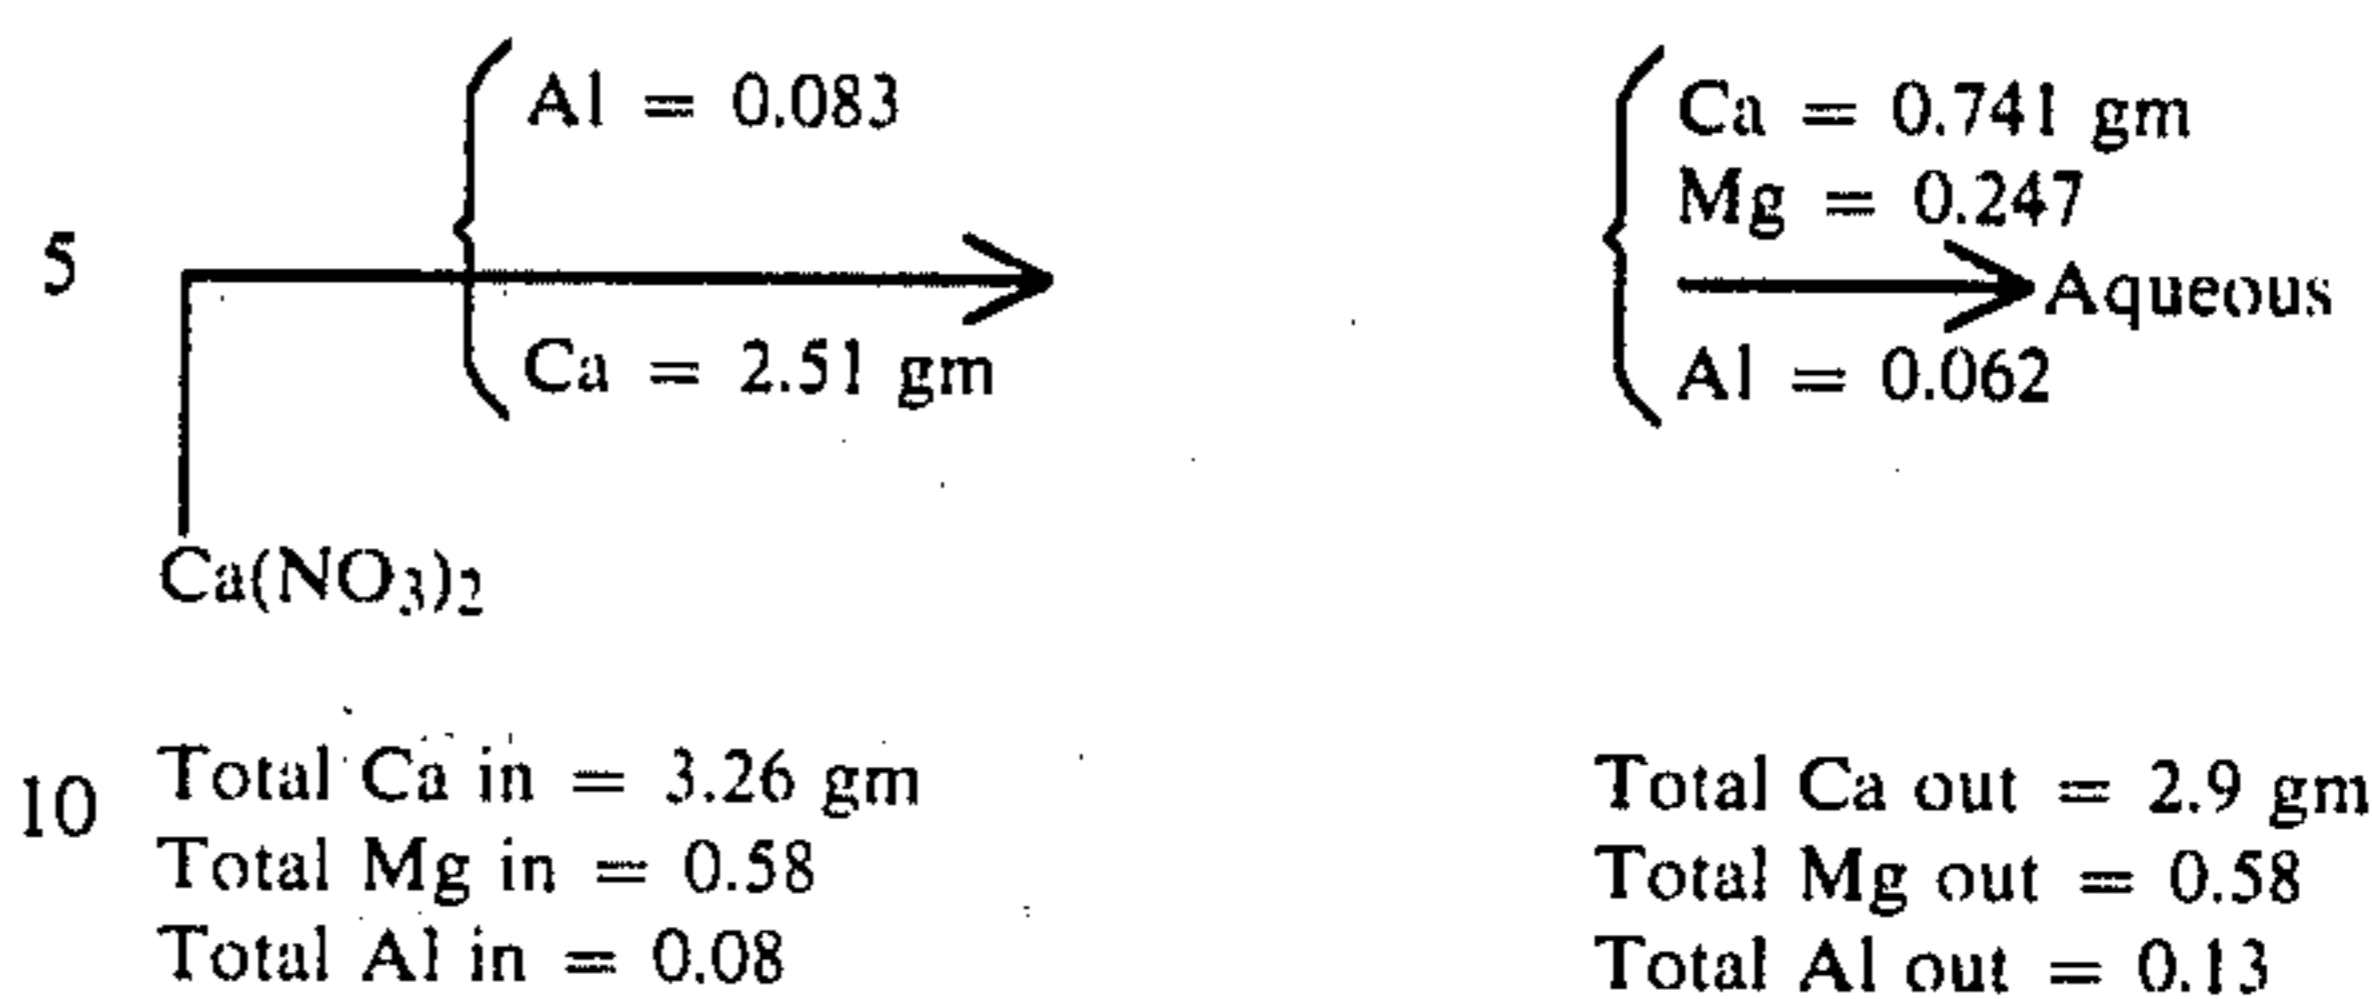 Al = 0.083
Ca = 0.741 gm
Mg = 0.247
5
Aqueous
Ca = 2.51 gm
Al = 0.062
Ca(NO3)2
10
Total Ca in = 3.26 gm
Total Mg in = 0.58
Total Al in = 0.08
Total Ca out = 2.9 gm
Total Mg out = 0.58
Total Al out = 0.13